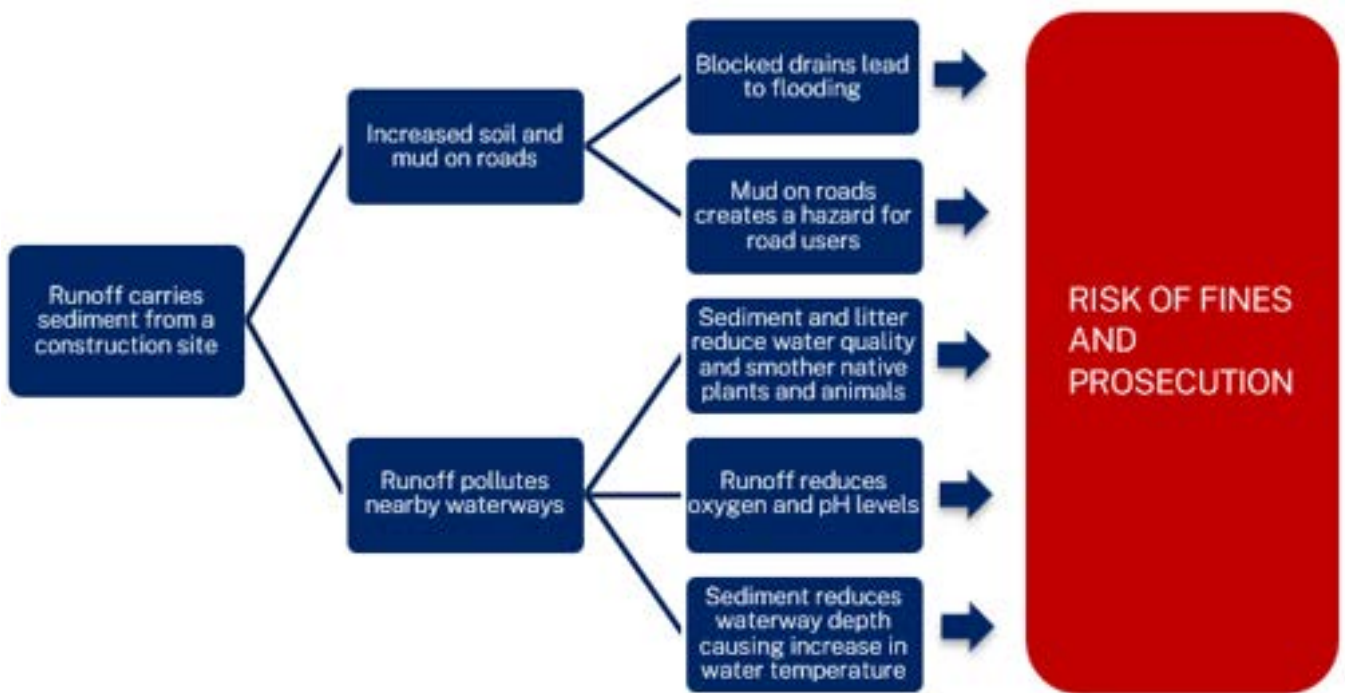 Runoff carries
sediment from a
construction site
Increased soil and
mud on roads
Runoff pollutes
nearby waterways
Blocked drains lead
to flooding
Mud on roads
creates a hazard for
road users
Sediment and litter
reduce water quality
and smother native
plants and animals
Runoff reduces
oxygen and pH levels
Sediment reduces
waterway depth
causing increase in
water temperature
RISK OF FINES
AND
PROSECUTION